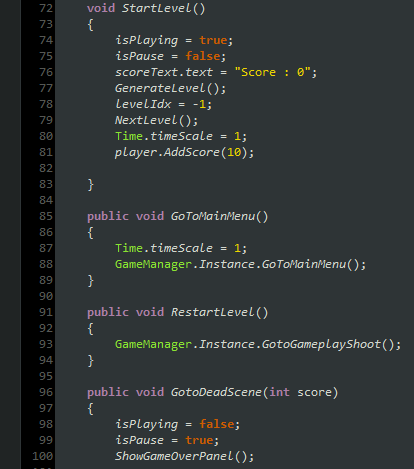 72 void StartLevel()
73 {
74 isPlaying = true;
75 isPause = false;
76 scoreText.text = "Score : 0";
77 GenerateLevel();
78 levelIdx = -1;
79 NextLevel();
80 Time.timeScale = 1;
81 player.AddScore(10);
82
83 }
84
85 public void GoToMainMenu()
86 {
87 Time.timeScale = 1;
88 GameManager.Instance.GoToMainMenu();
89 }
90
91 public void RestartLevel()
92 {
93 GameManager.Instance.GotoGameplayShoot();
94 }
95
96 public void GotoDeadScene(int score)
97 {
98 isPlaying = false;
99 isPause = true;
100 ShowGameOverPanel();